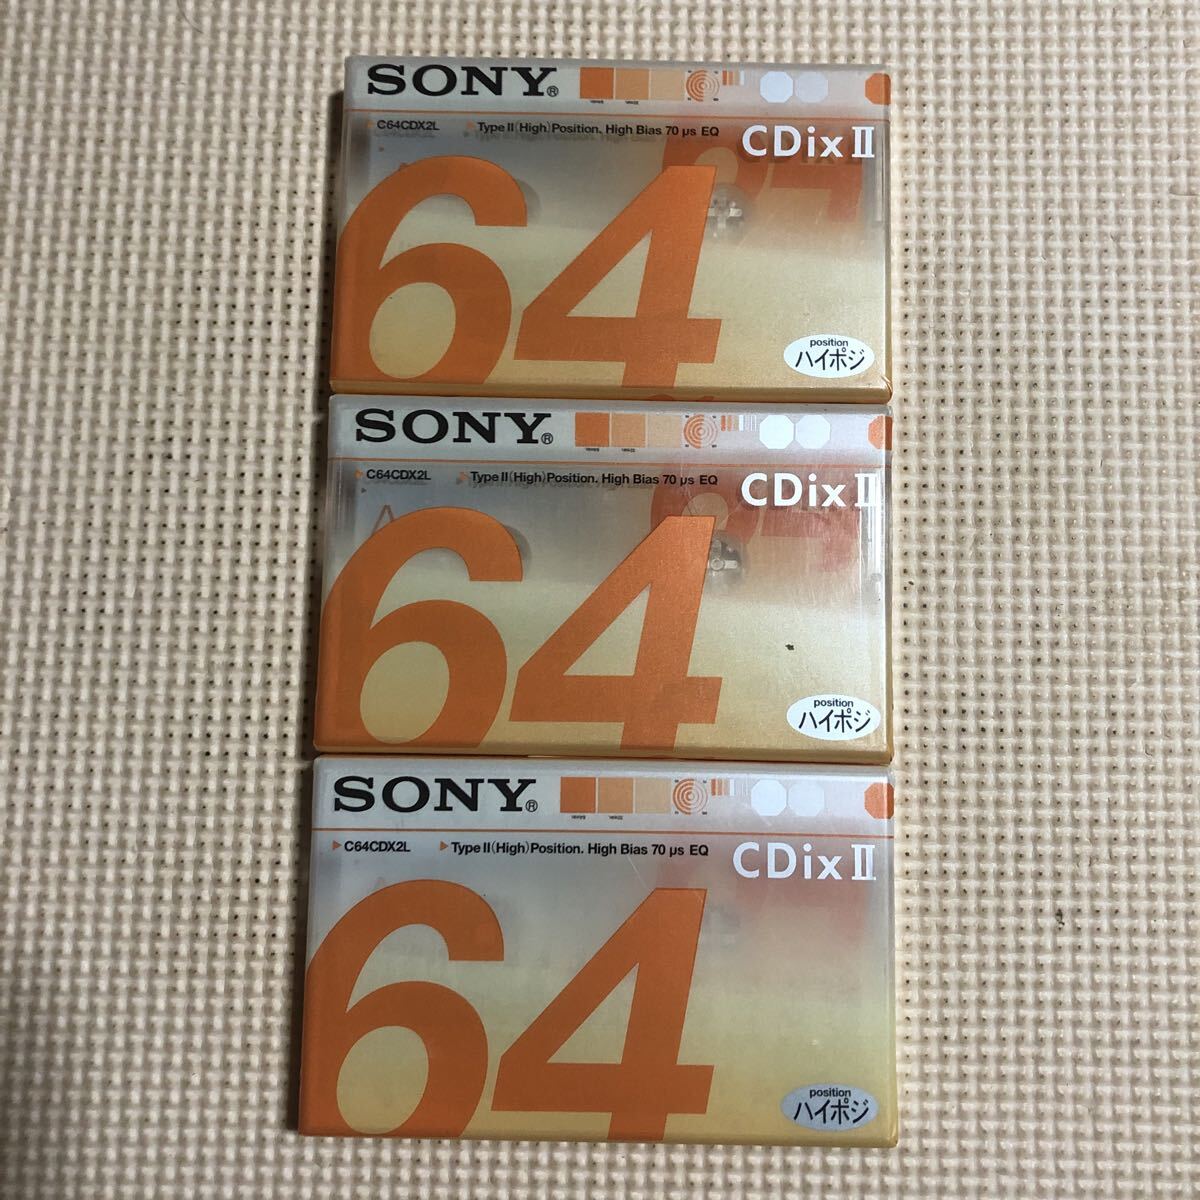 SONY®
C64CDX2L Type II(High)Position. High Bias 70 µs EQ
CDix II
64
position
ハイポジ
SONY®
C64CDX2L Type II(High)Position. High Bias 70 µs EQ
CDix II
A
64
position
ハイポジ
SONY®
C64CDX2L Type II(High)Position. High Bias 70 µs EQ
CDix II
64
position
ハイポジ